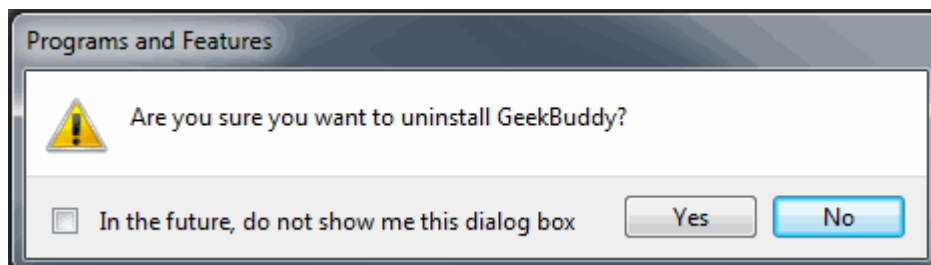 Programs and Features
Are you sure you want to uninstall GeekBuddy?
In the future, do not show me this dialog box
Yes
No